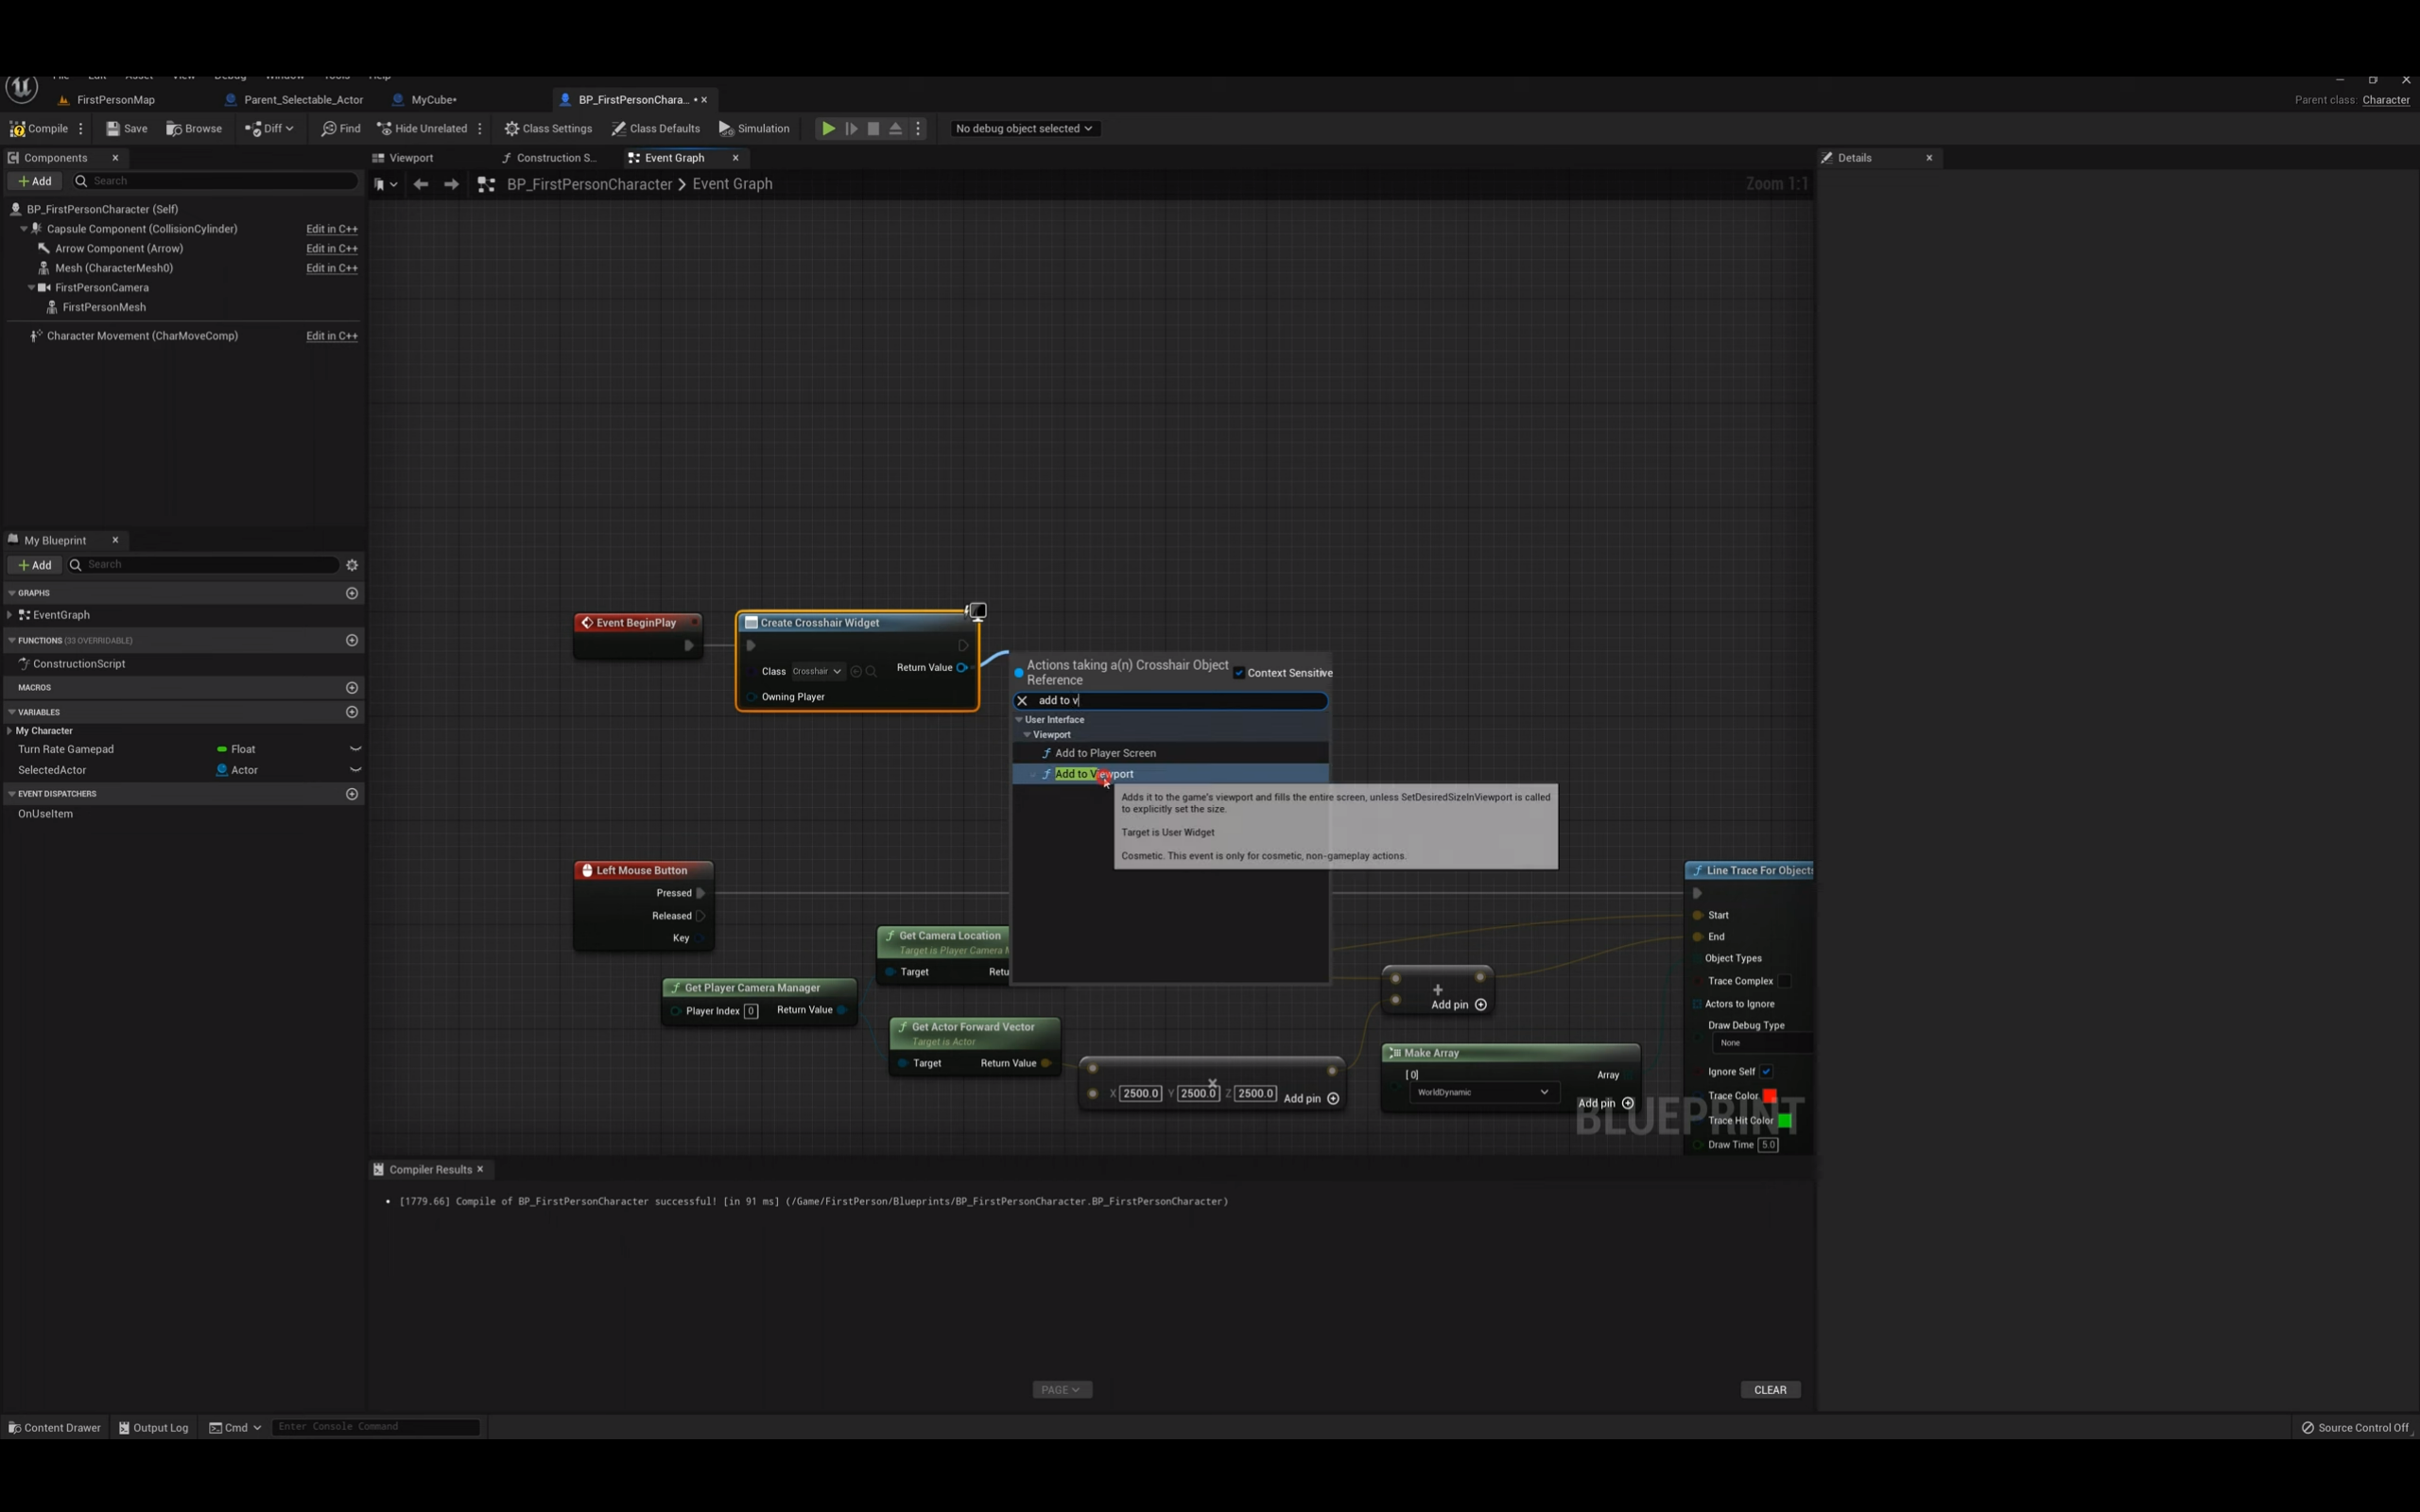 File Edit Asset View Debug Window Tools Help
FirstPersonMap Parent_Selectable_Actor MyCube• BP_FirstPersonChara... •
Parent class: Character
Compile Save Browse Diff Find Hide Unrelated Class Settings Class Defaults Simulation No debug object selected
Components
Add Search
BP_FirstPersonCharacter (Self)
Capsule Component (CollisionCylinder) Edit in C++
Arrow Component (Arrow) Edit in C++
Mesh (CharacterMesh0) Edit in C++
FirstPersonCamera
FirstPersonMesh
Character Movement (CharMoveComp) Edit in C++
My Blueprint
Add Search
GRAPHS
EventGraph
FUNCTIONS (33 OVERRIDABLE)
ConstructionScript
MACROS
VARIABLES
My Character
Turn Rate Gamepad Float
SelectedActor Actor
EVENT DISPATCHERS
OnUseItem
Viewport Construction S... Event Graph
BP_FirstPersonCharacter > Event Graph
Zoom 1:1
Event BeginPlay
Create Crosshair Widget
Class Crosshair Return Value
Owning Player
Actions taking a(n) Crosshair Object
Reference
Context Sensitive
add to v
User Interface
Viewport
Add to Player Screen
Add to Viewport
Adds it to the game's viewport and fills the entire screen, unless SetDesiredSizeInViewport is called
to explicitly set the size.
Target is User Widget
Cosmetic. This event is only for cosmetic, non-gameplay actions.
Left Mouse Button
Pressed
Released
Key
Get Camera Location
Target is Player Camera M
Target Retu
Get Player Camera Manager
Player Index 0 Return Value
Get Actor Forward Vector
Target is Actor
Target Return Value
X 2500.0 Y 2500.0 Z 2500.0 Add pin
+
Add pin
Make Array
[0] Array
WorldDynamic
Add pin
Line Trace For Objects
Start
End
Object Types
Trace Complex
Actors to Ignore
Draw Debug Type
None
Ignore Self
Trace Color
Trace Hit Color
Draw Time 5.0
BLUEPRINT
Details
Compiler Results
• [1779.66] Compile of BP_FirstPersonCharacter successful! [in 91 ms] (/Game/FirstPerson/Blueprints/BP_FirstPersonCharacter.BP_FirstPersonCharacter)
PAGE
CLEAR
Content Drawer Output Log Cmd Enter Console Command
Source Control Off